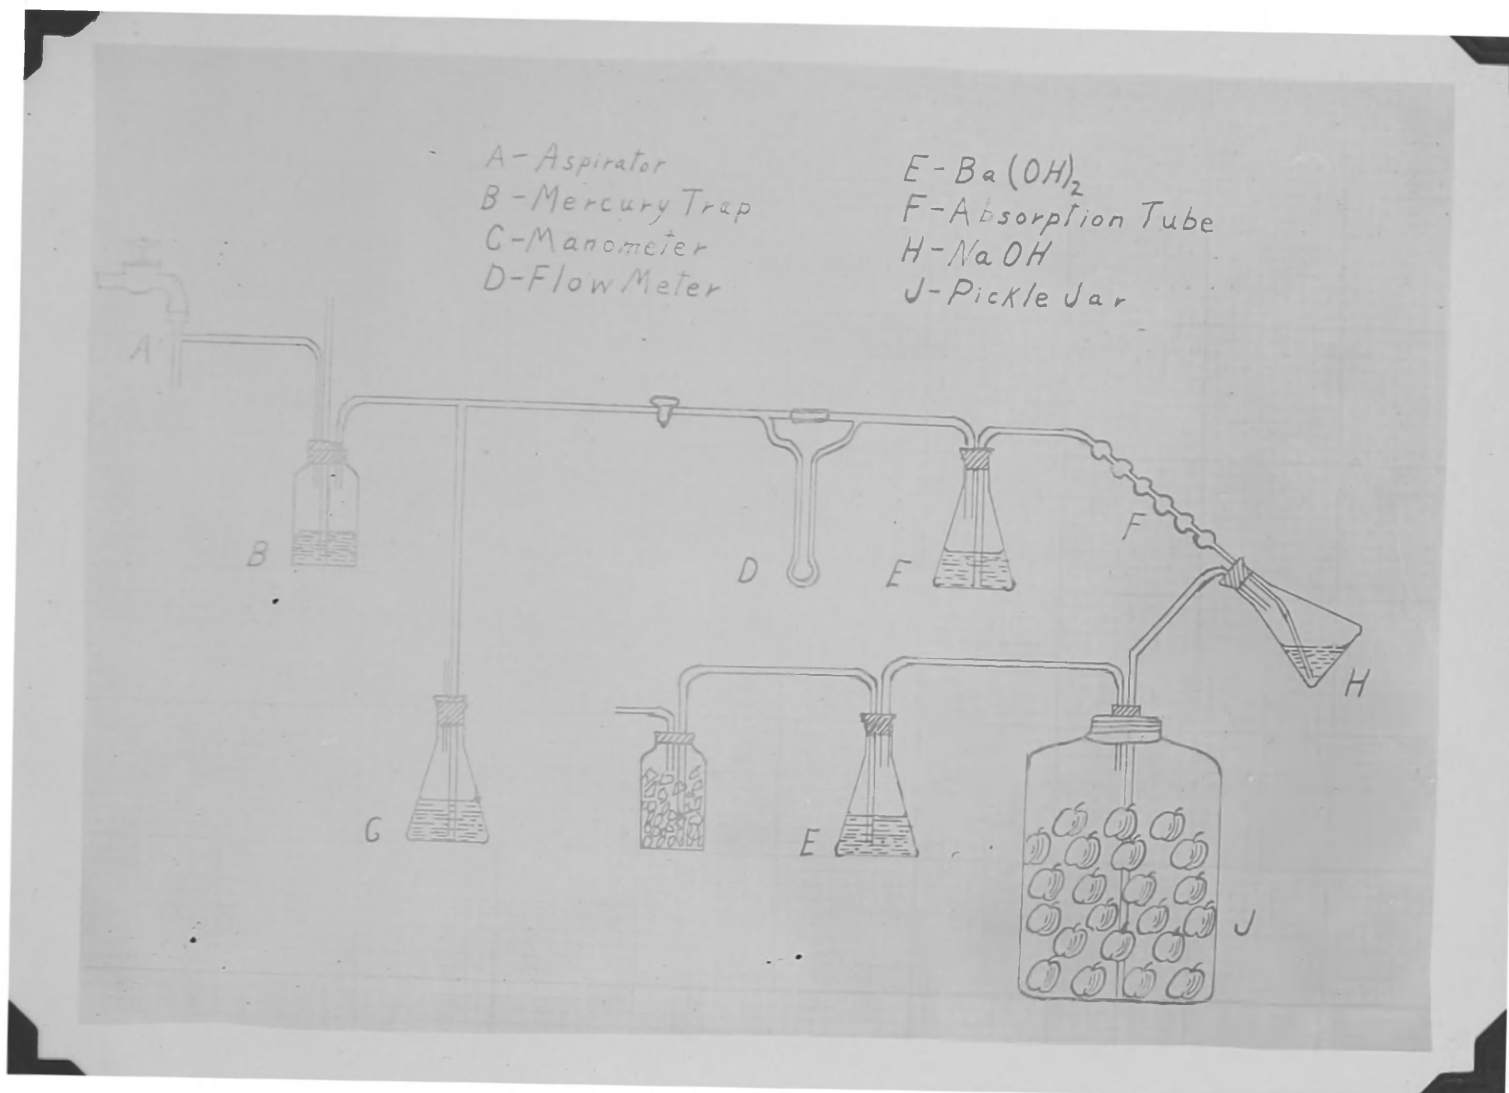 A-Aspirator
B-Mercury Trap
C-Manometer
D-Flow Meter
E-Ba(OH)2
F-Absorption Tube
H-NaOH
J-Pickle Jar
A
B
D
E
F
H
C
E
J